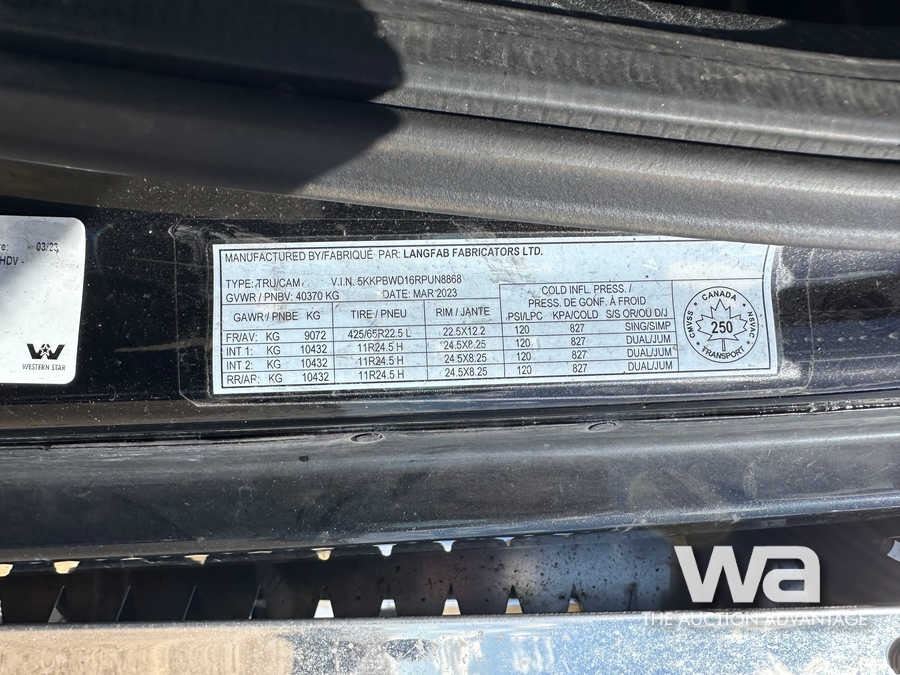 re: 03/23
HDV -
WESTERN STAR
MANUFACTURED BY/FABRIQUÉ PAR: LANGFAB FABRICATORS LTD.
TYPE: TRU/CAM V.I.N. 5KKPBWD16RPUN8868
GVWR / PNBV: 40370 KG DATE: MAR 2023
COLD INFL PRESS./
PRESS. DE GONF. À FROID
GAWR / PNBE KG TIRE / PNEU RIM / JANTE PSI/LPC KPA/COLD S/S OR/OU D/J
FR/AV: KG 9072 425/65R22.5 L 22.5X12.2 120 827 SING/SIMP
INT 1: KG 10432 11R24.5 H 24.5X8.25 120 827 DUAL/JUM
INT 2: KG 10432 11R24.5 H 24.5X8.25 120 827 DUAL/JUM
RR/AR: KG 10432 11R24.5 H 24.5X8.25 120 827 DUAL/JUM
CANADA
CMVSS 250 NSVAC
TRANSPORT
wa
THE AUCTION ADVANTAGE